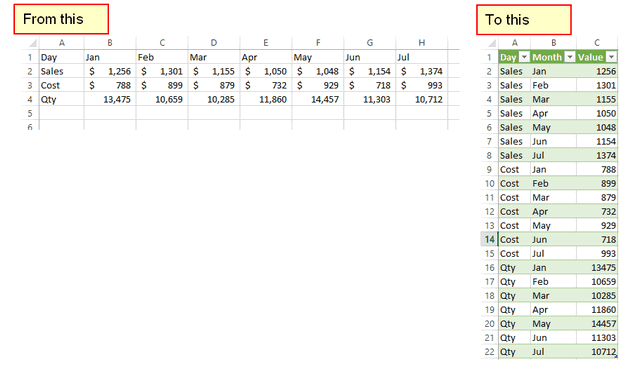 From this
To this
A B C D E F G H
1 Day Jan Feb Mar Apr May Jun Jul
2 Sales $ 1,256 $ 1,301 $ 1,155 $ 1,050 $ 1,048 $ 1,154 $ 1,374
3 Cost $ 788 $ 899 $ 879 $ 732 $ 929 $ 718 $ 993
4 Qty 13,475 10,659 10,285 11,860 14,457 11,303 10,712
5
6
A B C
1 Day Month Value
2 Sales Jan 1256
3 Sales Feb 1301
4 Sales Mar 1155
5 Sales Apr 1050
6 Sales May 1048
7 Sales Jun 1154
8 Sales Jul 1374
9 Cost Jan 788
10 Cost Feb 899
11 Cost Mar 879
12 Cost Apr 732
13 Cost May 929
14 Cost Jun 718
15 Cost Jul 993
16 Qty Jan 13475
17 Qty Feb 10659
18 Qty Mar 10285
19 Qty Apr 11860
20 Qty May 14457
21 Qty Jun 11303
22 Qty Jul 10712